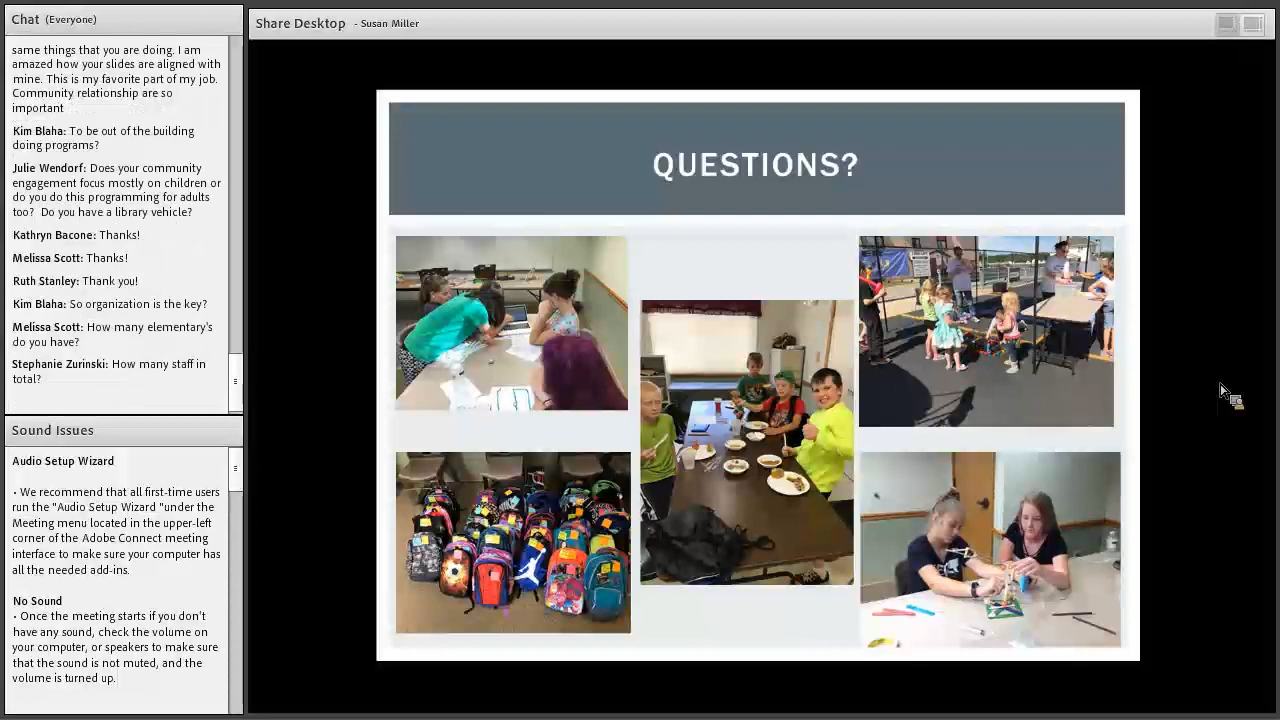 Chat (Everyone)
same things that you are doing. I am
amazed how your slides are aligned with
mine. This is my favorite part of my job.
Community relationship are so
important
Kim Blaha: To be out of the building
doing programs?
Julie Wendorf: Does your community
engagement focus mostly on children or
do you do this programming for adults
too? Do you have a library vehicle?
Kathryn Bacone: Thanks!
Melissa Scott: Thanks!
Ruth Stanley: Thank you!
Kim Blaha: So organization is the key?
Melissa Scott: How many elementary's
do you have?
Stephanie Zurinski: How many staff in
total?
Sound Issues
Audio Setup Wizard
• We recommend that all first-time users
run the "Audio Setup Wizard "under the
Meeting menu located in the upper-left
corner of the Adobe Connect meeting
interface to make sure your computer has
all the needed add-ins.
No Sound
• Once the meeting starts if you don't
have any sound, check the volume on
your computer, or speakers to make sure
that the sound is not muted, and the
volume is turned up.
Share Desktop - Susan Miller
QUESTIONS?